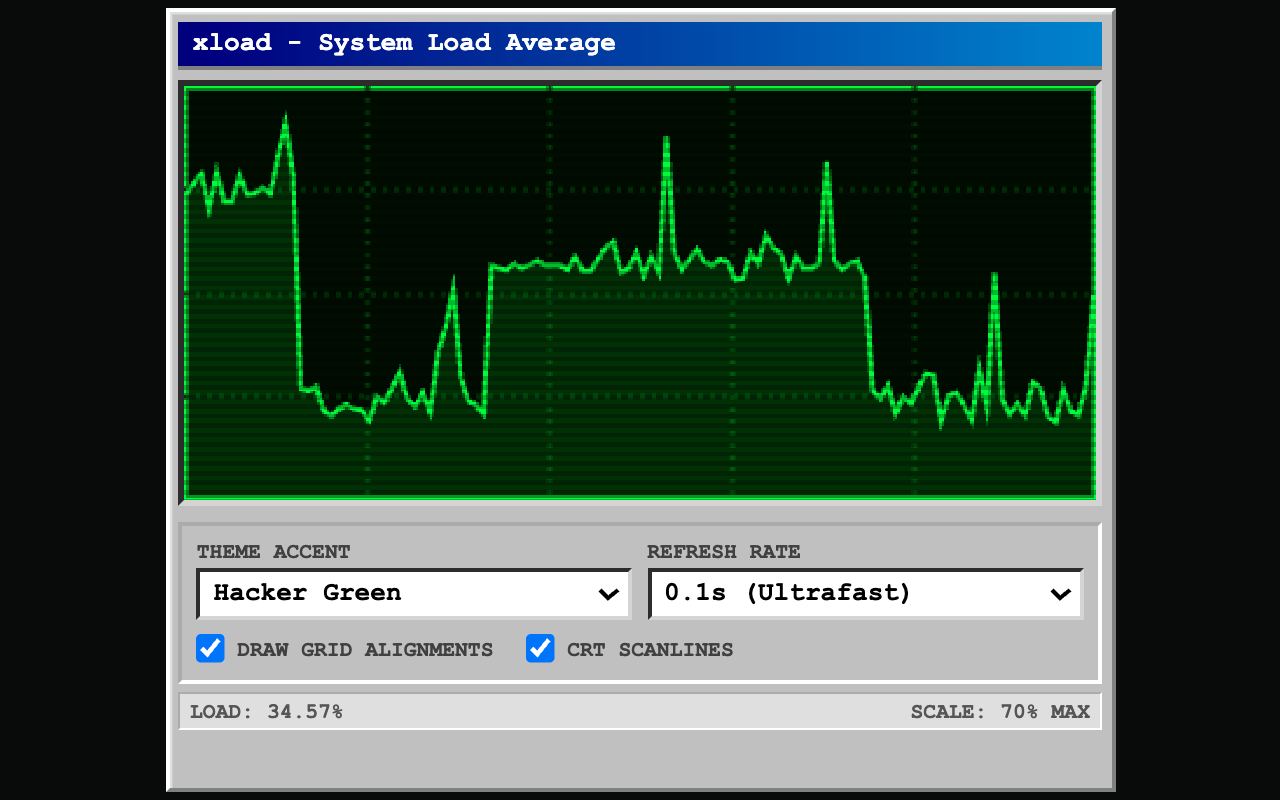 xload - System Load Average
THEME ACCENT
REFRESH RATE
Hacker Green
0.1s (Ultrafast)
DRAW GRID ALIGNMENTS
CRT SCANLINES
LOAD: 34.57%
SCALE: 70% MAX